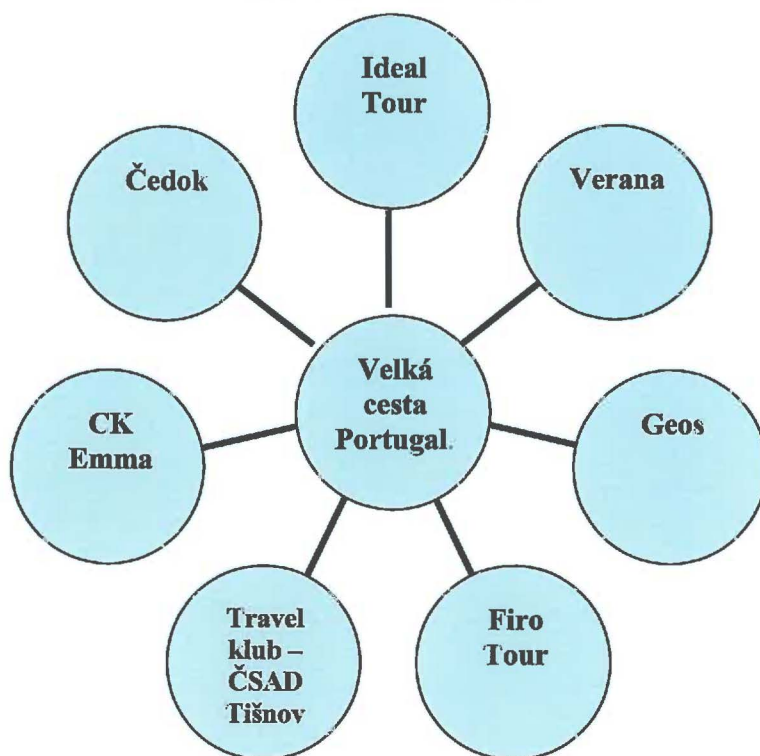 Ideal
Tour
Čedok
Verana
Velká
cesta
Portugal.
CK
Emma
Geos
Travel
klub –
ČSAD
Tišnov
Firo
Tour